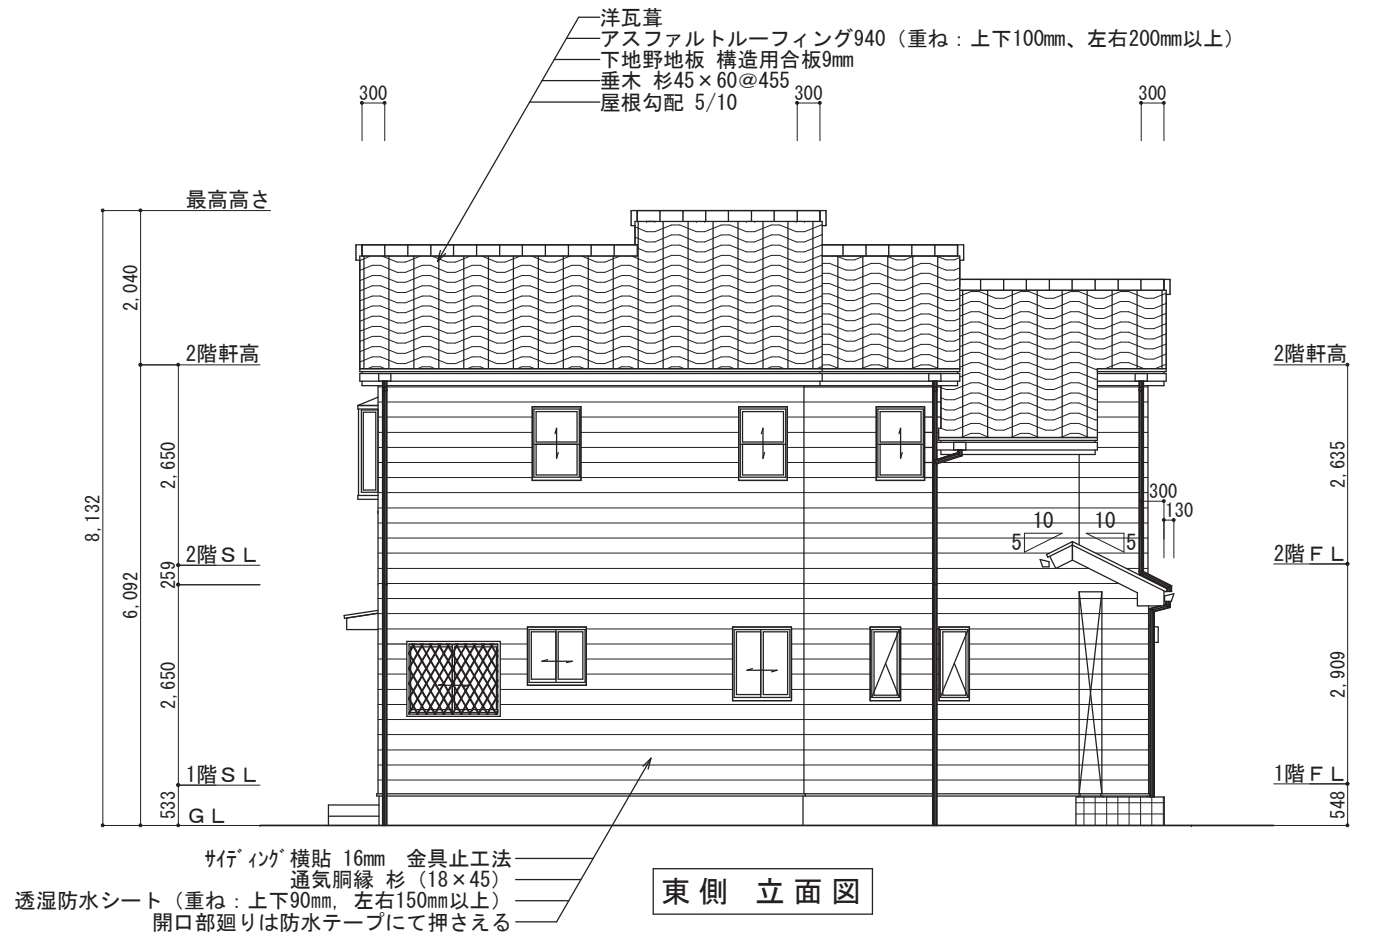 洋瓦葺
アスファルトルーフィング940（重ね：上下100mm、左右200mm以上）
下地野地板 構造用合板9mm
垂木 杉45×60@455
屋根勾配 5/10
300
300
300
最高高さ
2,040
2階軒高
2階軒高
2,650
2,635
8,132
300
130
10
10
5
5
2階ＳＬ
2階ＦＬ
259
6,092
2,650
2,909
1階ＳＬ
1階ＦＬ
533
548
ＧＬ
ｻｲﾃﾞｨﾝｸﾞ横貼 16mm 金具止工法
通気胴縁 杉（18×45）
透湿防水シート（重ね：上下90mm, 左右150mm以上）
開口部廻りは防水テープにて押さえる
東側 立面図